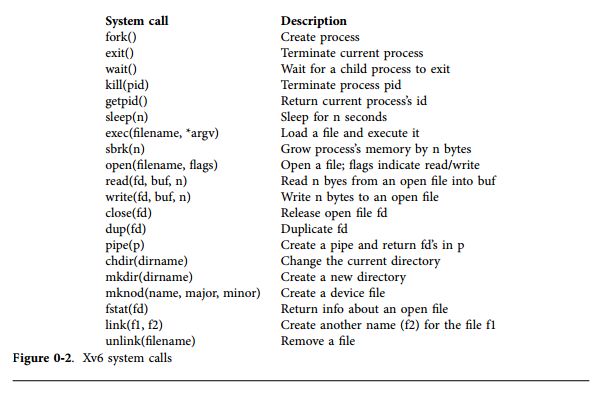 System call Description
fork() Create process
exit() Terminate current process
wait() Wait for a child process to exit
kill(pid) Terminate process pid
getpid() Return current process’s id
sleep(n) Sleep for n seconds
exec(filename, *argv) Load a file and execute it
sbrk(n) Grow process’s memory by n bytes
open(filename, flags) Open a file; flags indicate read/write
read(fd, buf, n) Read n byes from an open file into buf
write(fd, buf, n) Write n bytes to an open file
close(fd) Release open file fd
dup(fd) Duplicate fd
pipe(p) Create a pipe and return fd’s in p
chdir(dirname) Change the current directory
mkdir(dirname) Create a new directory
mknod(name, major, minor) Create a device file
fstat(fd) Return info about an open file
link(f1, f2) Create another name (f2) for the file f1
unlink(filename) Remove a file
Figure 0-2. Xv6 system calls